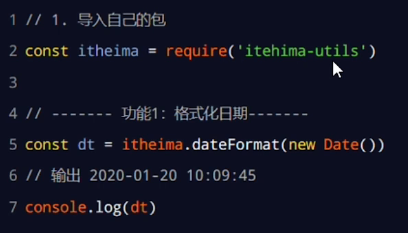 1 // 1. 导入自己的包
2 const itheima = require('itehima-utils')
3
4 // ------- 功能1: 格式化日期-------
5 const dt = itheima.dateFormat(new Date())
6 // 输出 2020-01-20 10:09:45
7 console.log(dt)